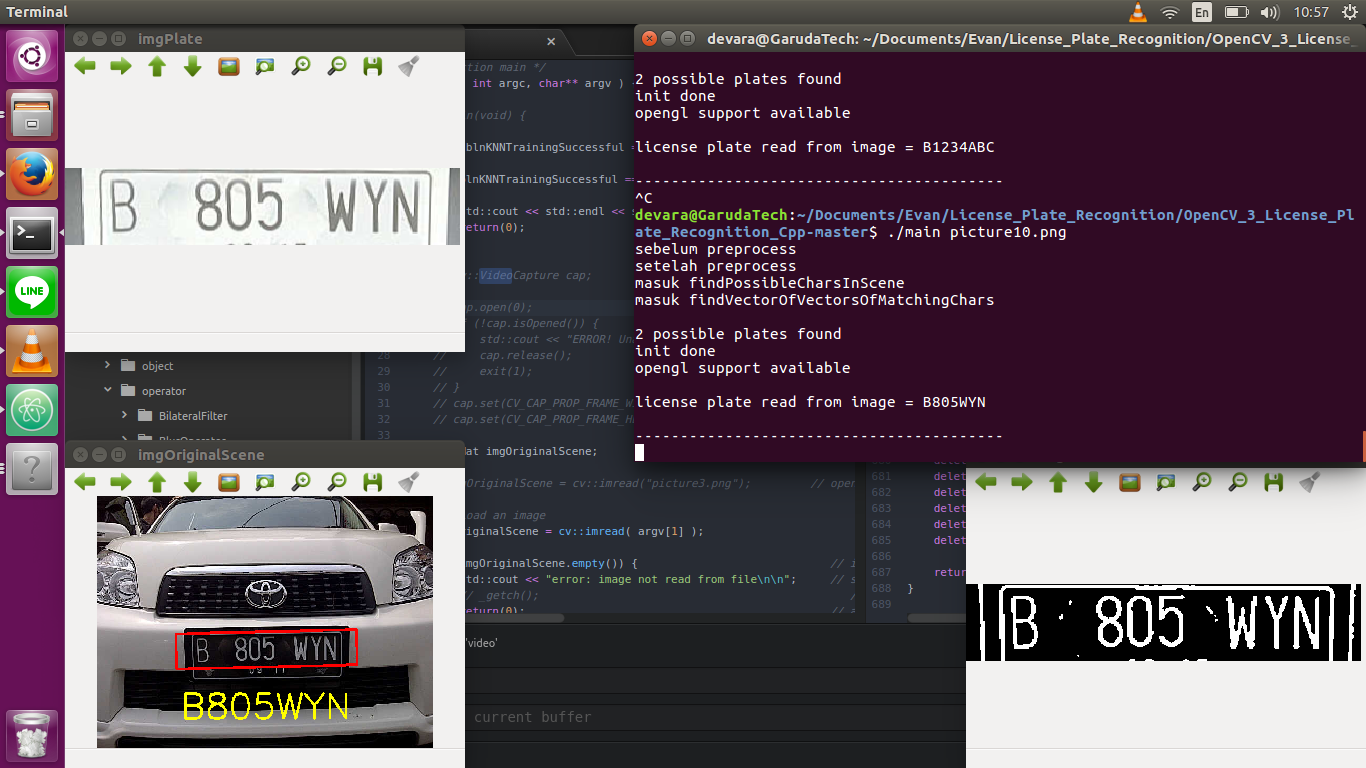 Terminal
En
10:57
imgPlate
B 805 WYN
ction main */
int argc, char** argv )
n(void) {
blnKNNTrainingSuccessful =
blnKNNTrainingSuccessful ==
td::cout << std::endl <<
eturn(0);
::VideoCapture cap;
ap.open(0);
(!cap.isOpened()) {
std::cout << "ERROR! Un
28 // cap.release();
29 // exit(1);
30 // }
31 // cap.set(CV_CAP_PROP_FRAME_W
32 // cap.set(CV_CAP_PROP_FRAME_H
33
at imgOriginalScene;
gOriginalScene = cv::imread("picture3.png"); // open
oad an image
riginalScene = cv::imread( argv[1] );
mgOriginalScene.empty()) { // i
td::cout << "error: image not read from file\n\n"; // s
// _getch(); //
eturn(0); // a
object
operator
BilateralFilter
BlurOperator
'video'
current buffer
imgOriginalScene
B 805 WYN
B805WYN
devara@GarudaTech: ~/Documents/Evan/License_Plate_Recognition/OpenCV_3_License_
2 possible plates found
init done
opengl support available
license plate read from image = B1234ABC
-----------------------------------------
^C
devara@GarudaTech:~/Documents/Evan/License_Plate_Recognition/OpenCV_3_License_Pl
ate_Recognition_Cpp-master$ ./main picture10.png
sebelum preprocess
setelah preprocess
masuk findPossibleCharsInScene
masuk findVectorOfVectorsOfMatchingChars
2 possible plates found
init done
opengl support available
license plate read from image = B805WYN
-----------------------------------------
681 delet
682 delet
683 delet
684 delet
685 delet
686
687 retur
688 }
689
B 805 WYN